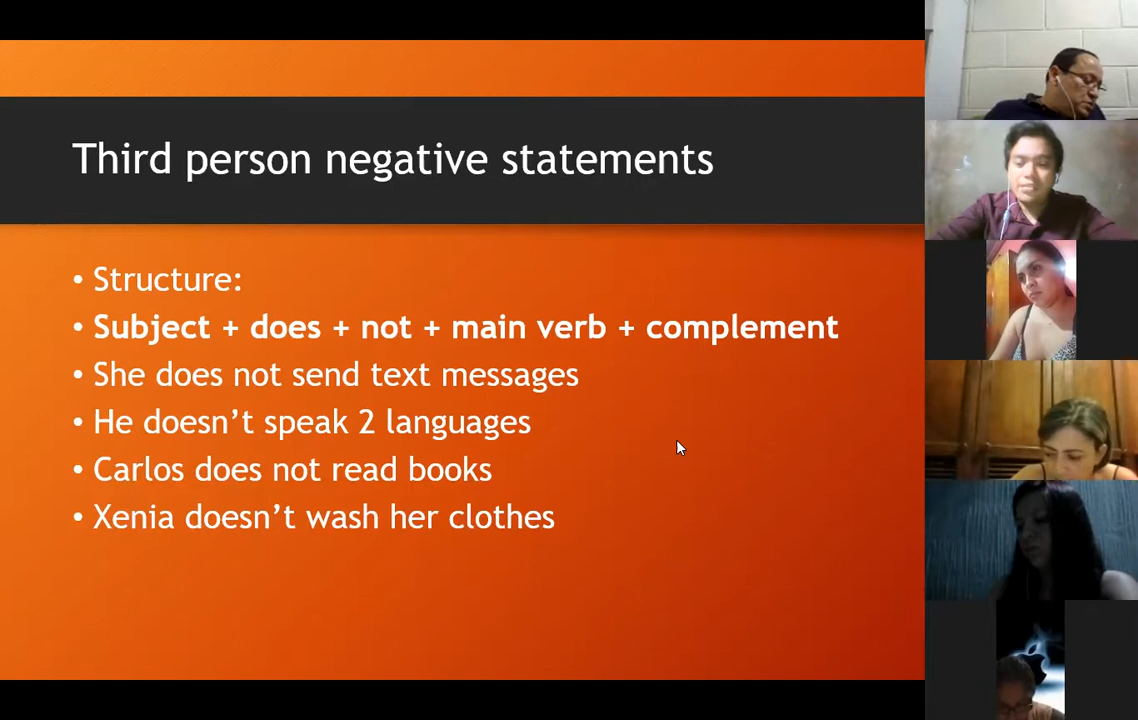 Third person negative statements
• Structure:
• Subject + does + not + main verb + complement
• She does not send text messages
• He doesn’t speak 2 languages
• Carlos does not read books
• Xenia doesn’t wash her clothes